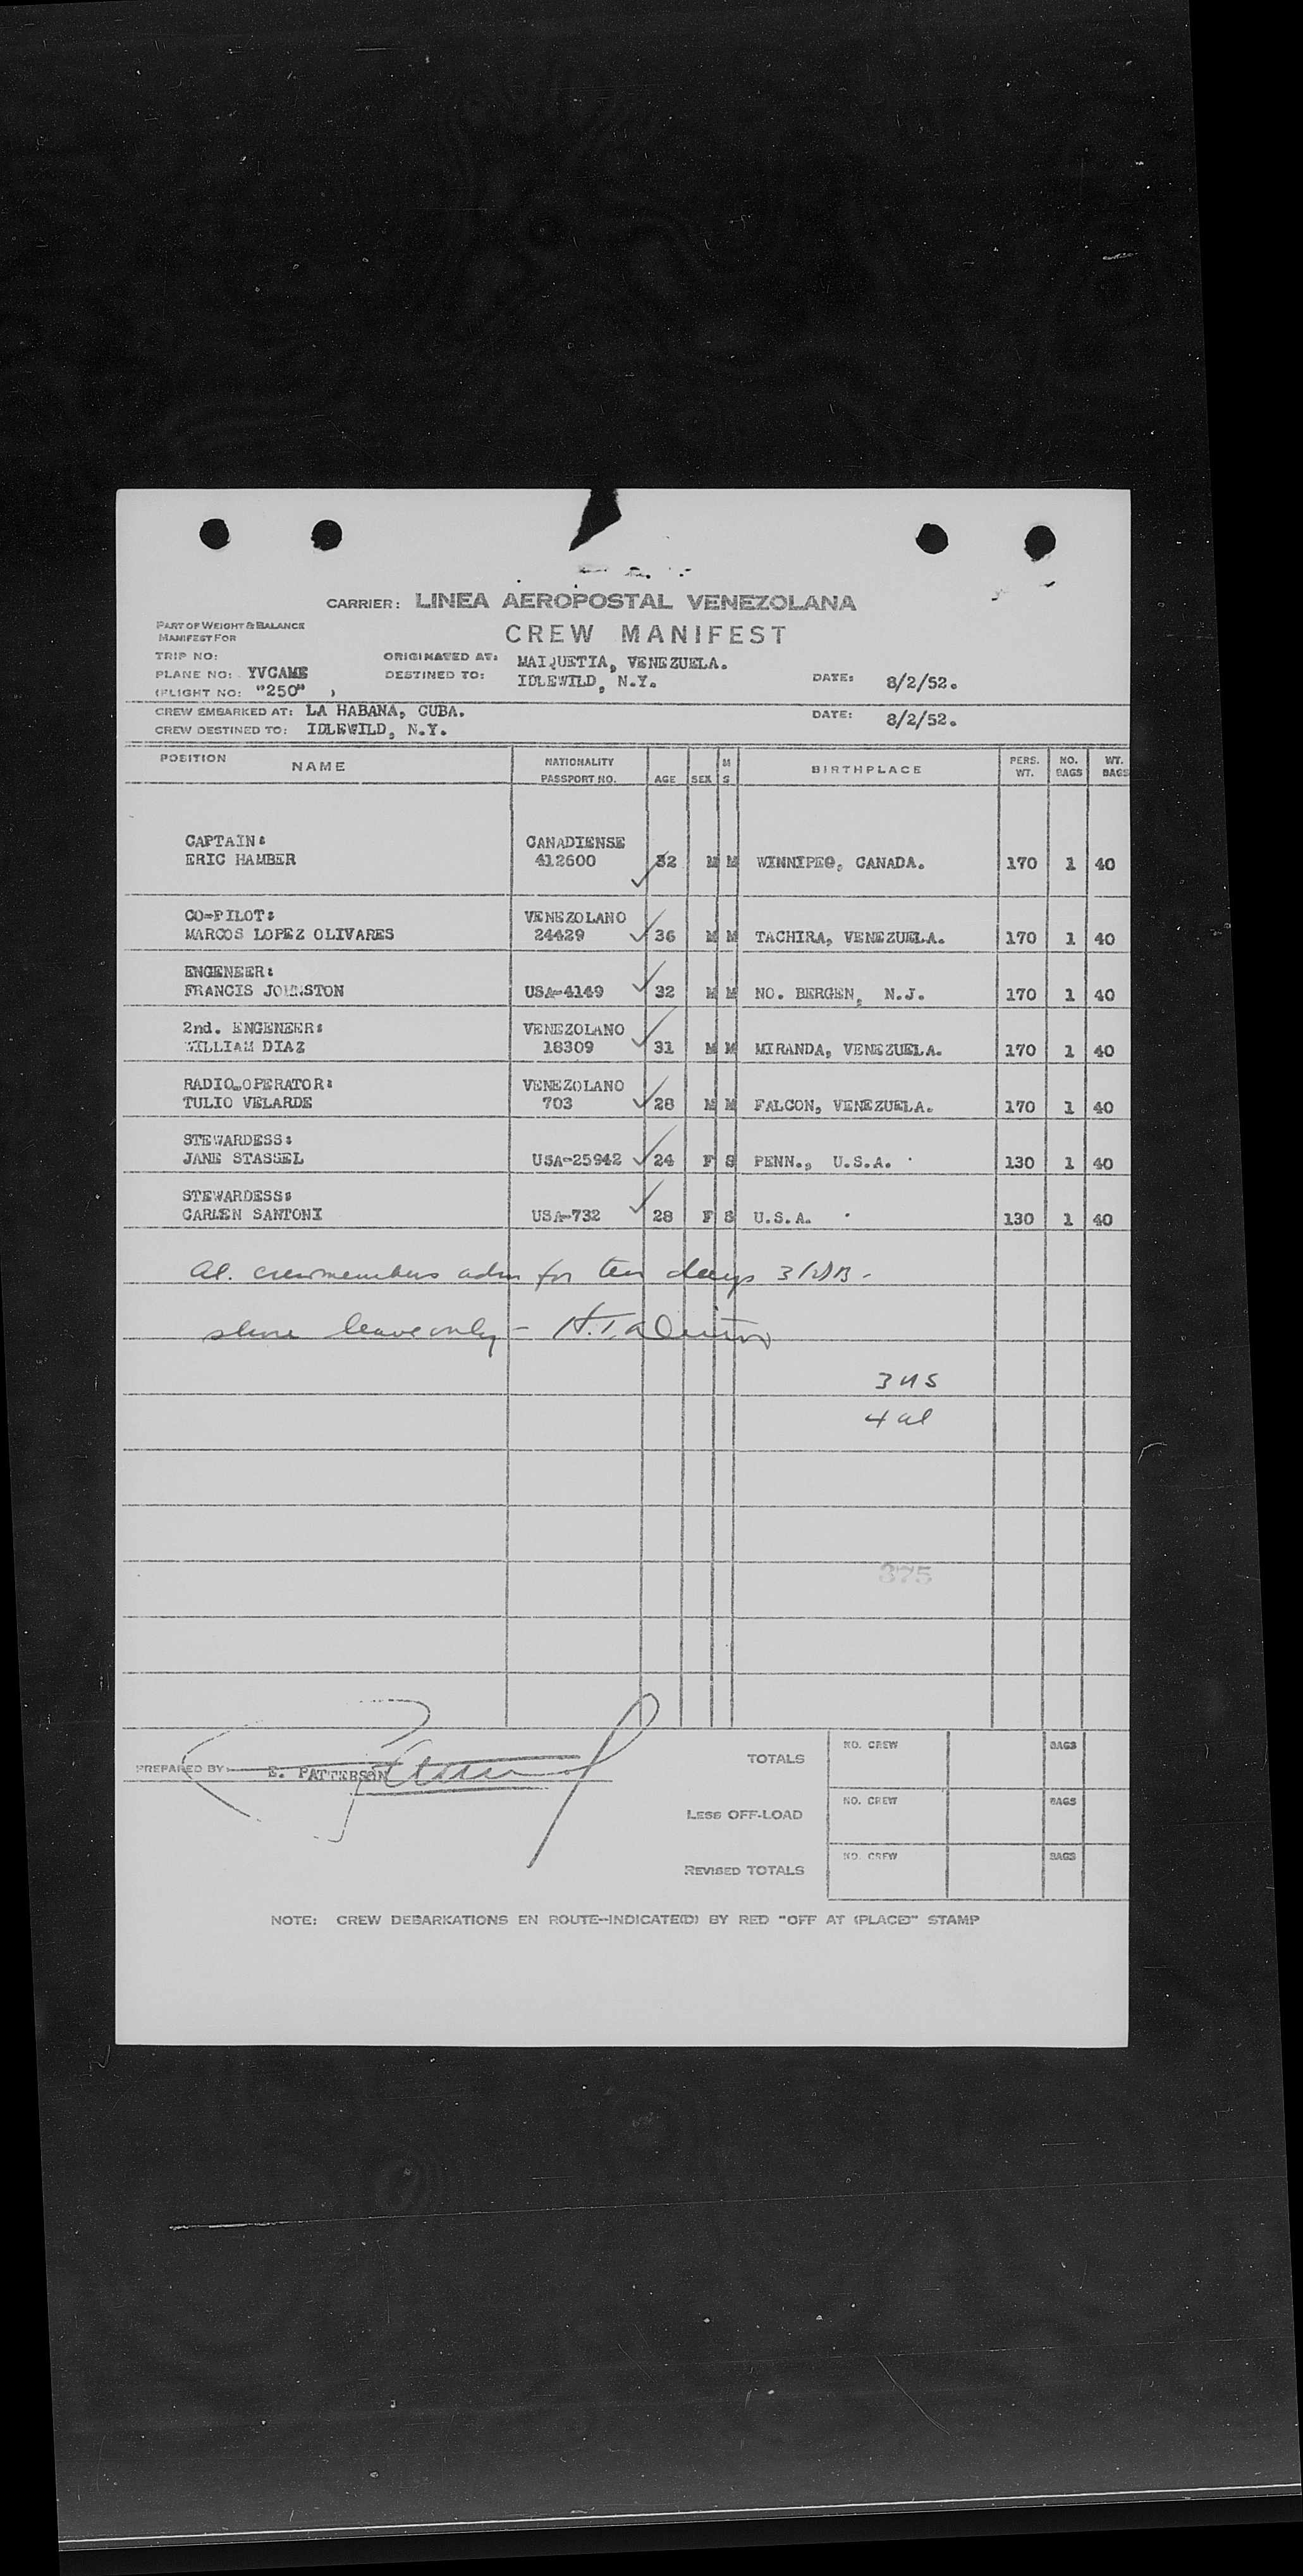 CARRIER: LINEA AEROPOSTAL VENEZOLANA
PART OF WEIGHT & BALANCE
MANIFEST FOR
CREW MANIFEST
TRIP NO:
ORIGINATED AT: MAIQUETIA, VENEZUELA.
PLANE NO: YVCAME
DESTINED TO: IDLEWILD, N.Y.
DATE: 8/2/52.
(FLIGHT NO: "250" )
CREW EMBARKED AT: LA HABANA, CUBA.
DATE: 8/2/52.
CREW DESTINED TO: IDLEWILD, N.Y.
POSITION NAME NATIONALITY PASSPORT NO. AGE SEX M S BIRTHPLACE PERS. WT. NO. BAGS WT. BAGS
CAPTAIN: CANADIENSE
ERIC HAMBER 412600 32 M M WINNIPEG, CANADA. 170 1 40
CO-PILOT: VENEZOLANO
MARCOS LOPEZ OLIVARES 24429 36 M M TACHIRA, VENEZUELA. 170 1 40
ENGENEER:
FRANCIS JOHNSTON USA-4149 32 M M NO. BERGEN, N.J. 170 1 40
2nd. ENGENEER: VENEZOLANO
WILLIAM DIAZ 18309 31 M M MIRANDA, VENEZUELA. 170 1 40
RADIO-OPERATOR: VENEZOLANO
TULIO VELARDE 703 28 M M FALCON, VENEZUELA. 170 1 40
STEWARDESS:
JANE STASSEL USA-25942 24 F S PENN., U.S.A. 130 1 40
STEWARDESS:
CARMEN SANTONI USA-732 28 F S U.S.A. 130 1 40
al. crewmembers adm for ten days
shore leave only -
3 US
4 al
375
PREPARED BY: E. PATTERSON
TOTALS NO. CREW BAGS
LESS OFF-LOAD NO. CREW BAGS
REVISED TOTALS NO. CREW BAGS
NOTE: CREW DEBARKATIONS EN ROUTE-INDICATE(D) BY RED "OFF AT (PLACE)" STAMP